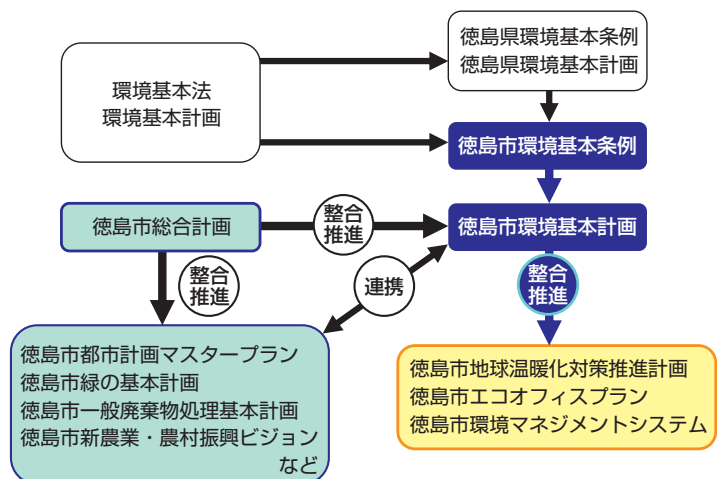 環境基本法
環境基本計画
徳島県環境基本条例
徳島県環境基本計画
徳島市環境基本条例
徳島市総合計画
整合
推進
徳島市環境基本計画
整合
推進
連携
整合
推進
徳島市都市計画マスタープラン
徳島市緑の基本計画
徳島市一般廃棄物処理基本計画
徳島市新農業・農村振興ビジョン
など
徳島市地球温暖化対策推進計画
徳島市エコオフィスプラン
徳島市環境マネジメントシステム